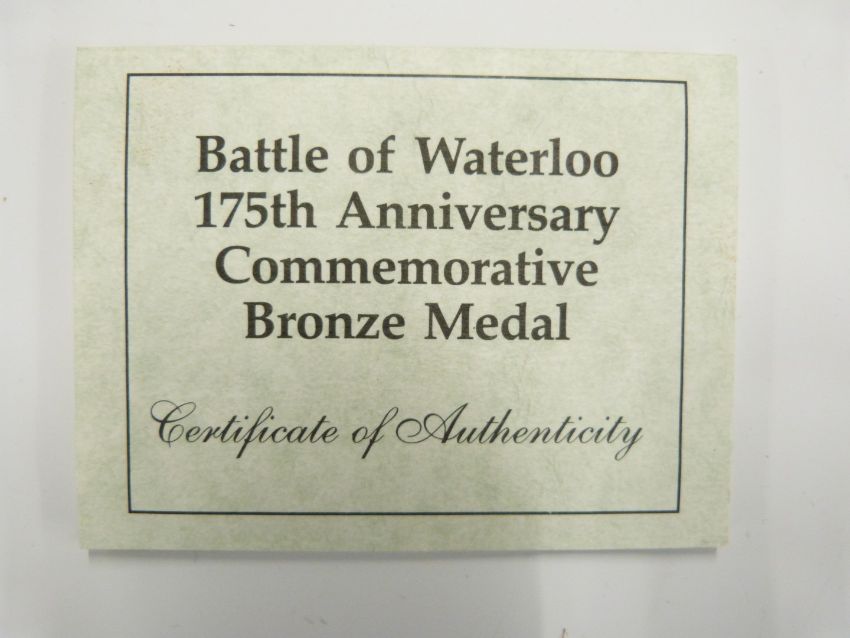 Battle of Waterloo
175th Anniversary
Commemorative
Bronze Medal
Certificate of Authenticity